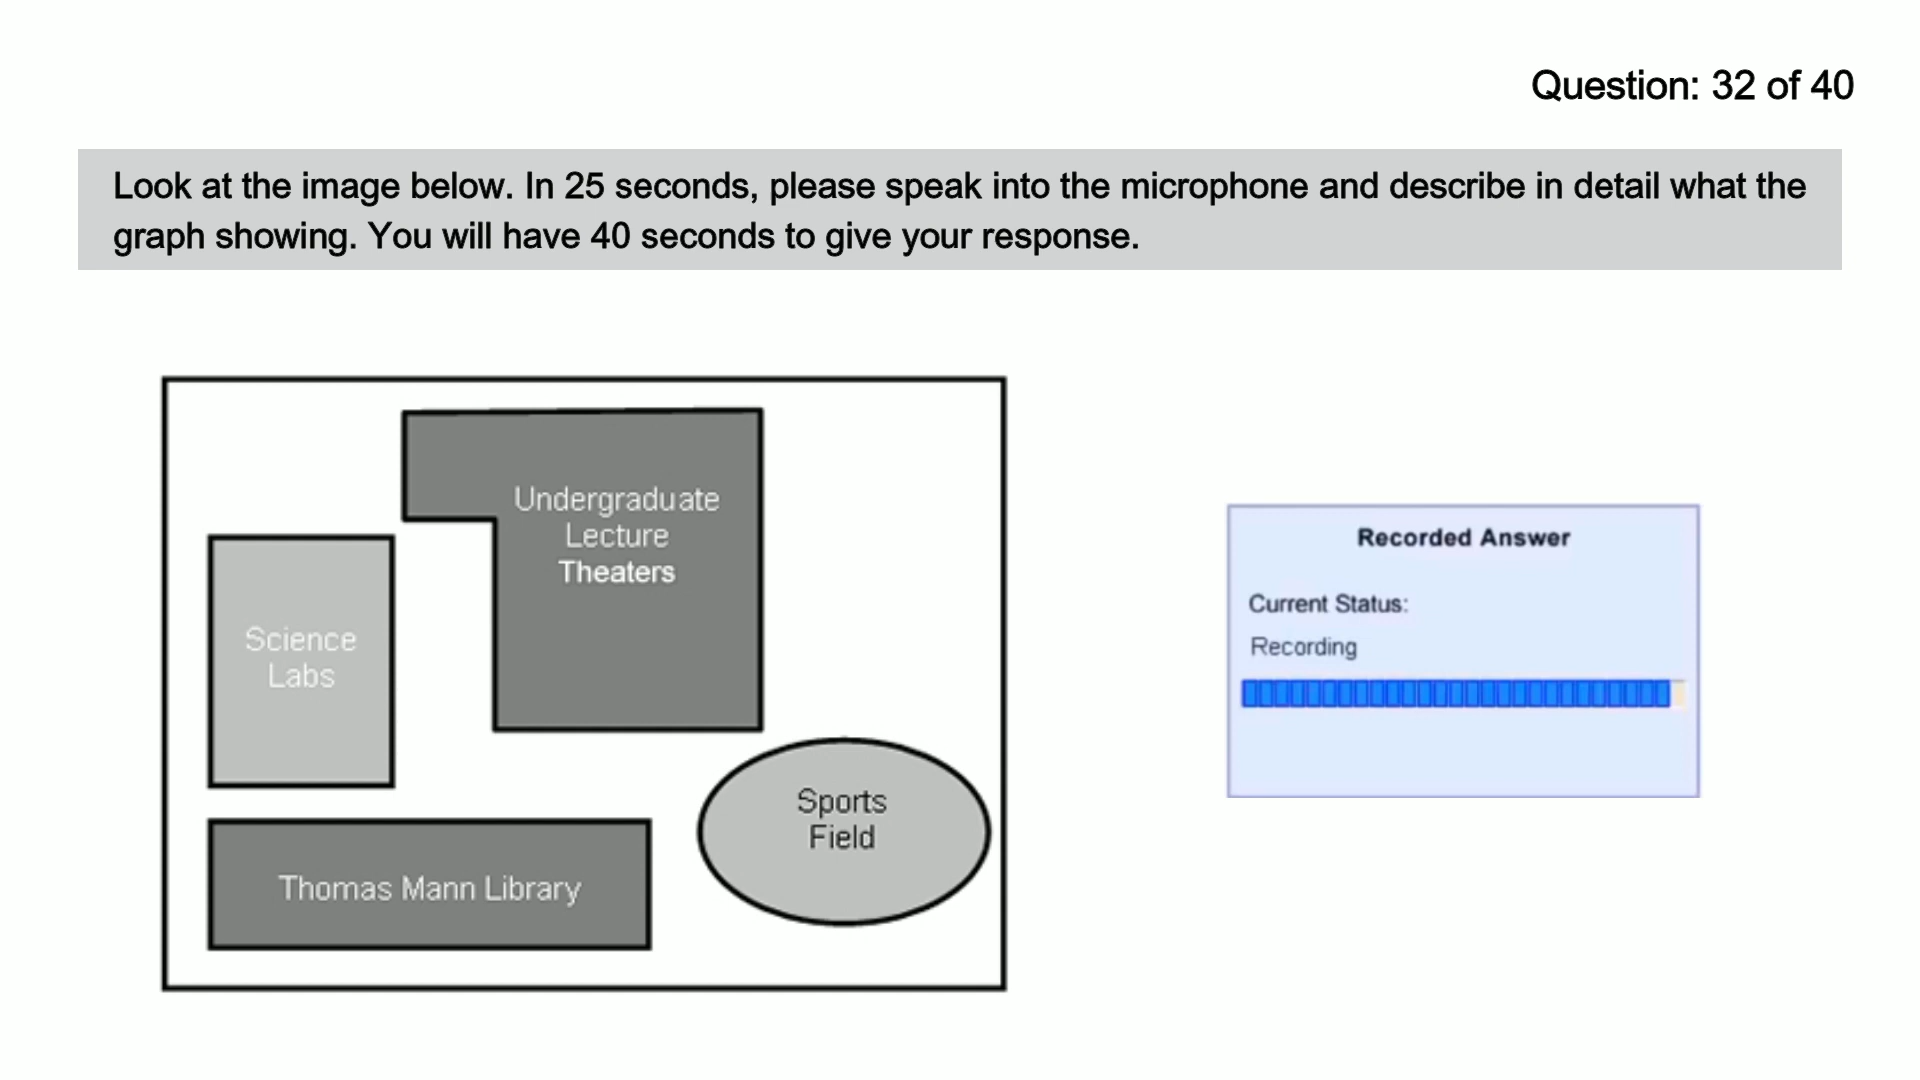 Question: 32 of 40
Look at the image below. In 25 seconds, please speak into the microphone and describe in detail what the
graph showing. You will have 40 seconds to give your response.
Undergraduate
Lecture
Theaters
Science
Labs
Sports
Field
Thomas Mann Library
Recorded Answer
Current Status:
Recording